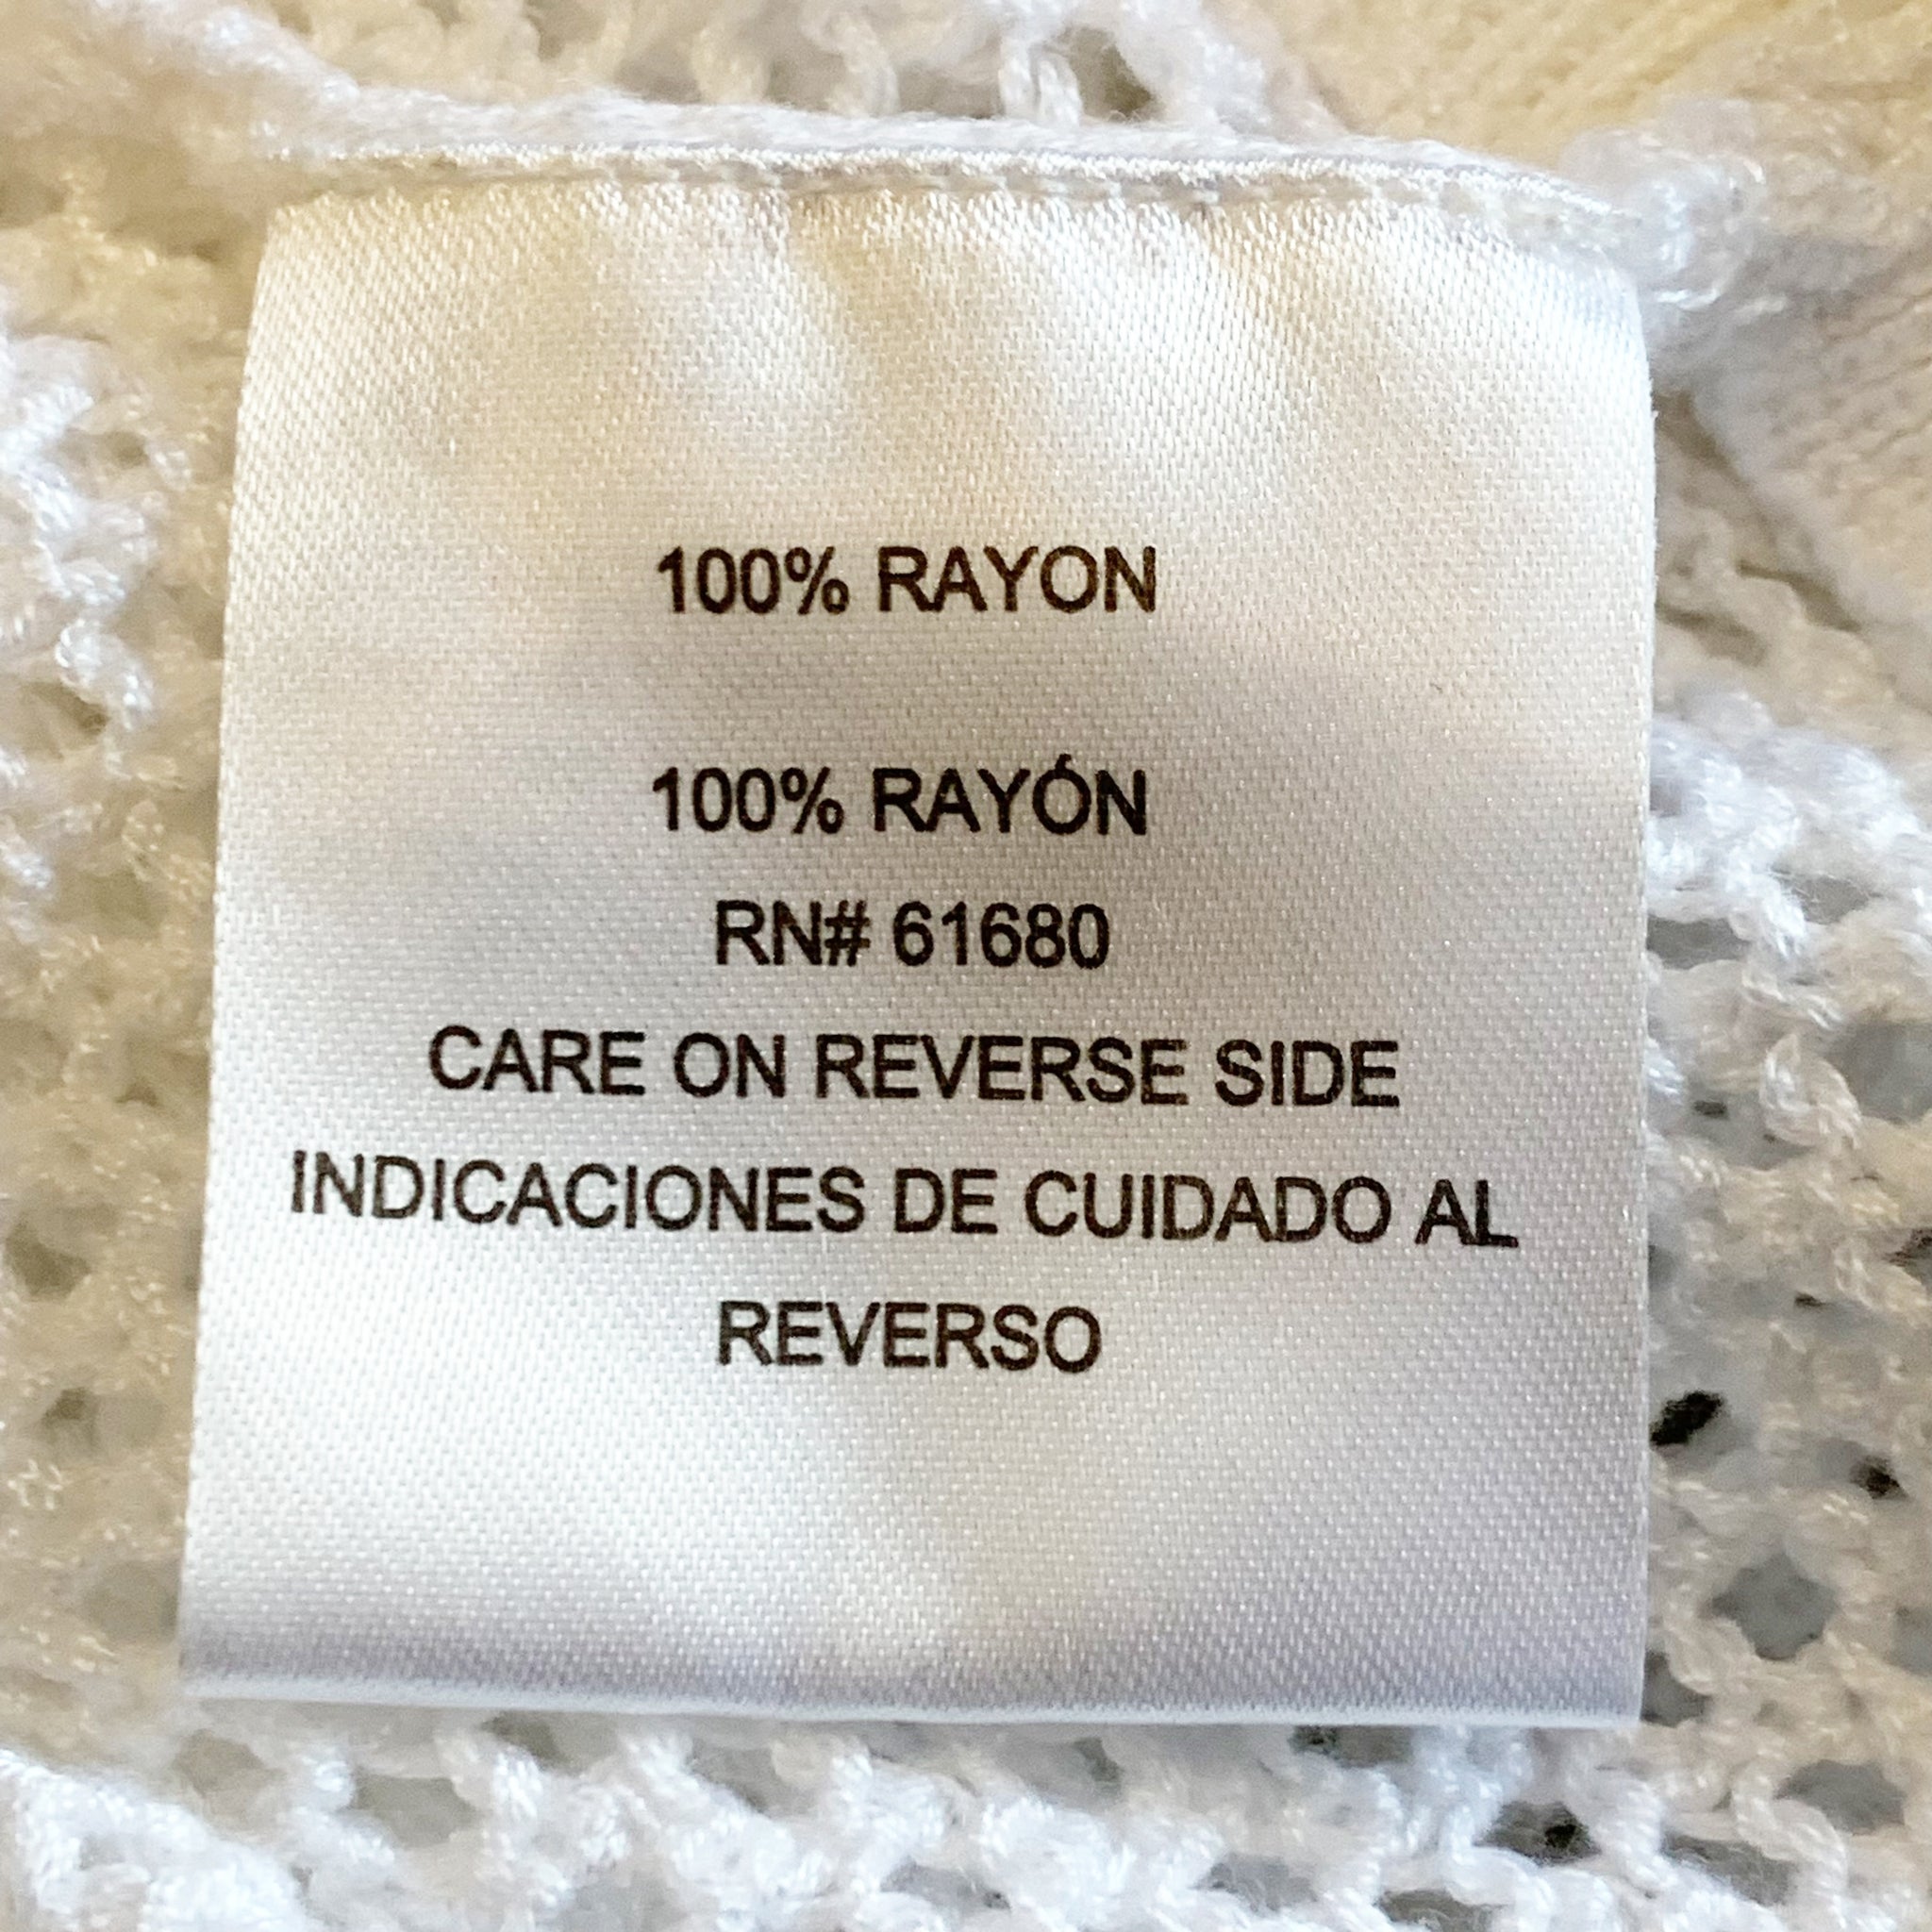 100% RAYON
100% RAYÓN
RN# 61680
CARE ON REVERSE SIDE
INDICACIONES DE CUIDADO AL
REVERSO